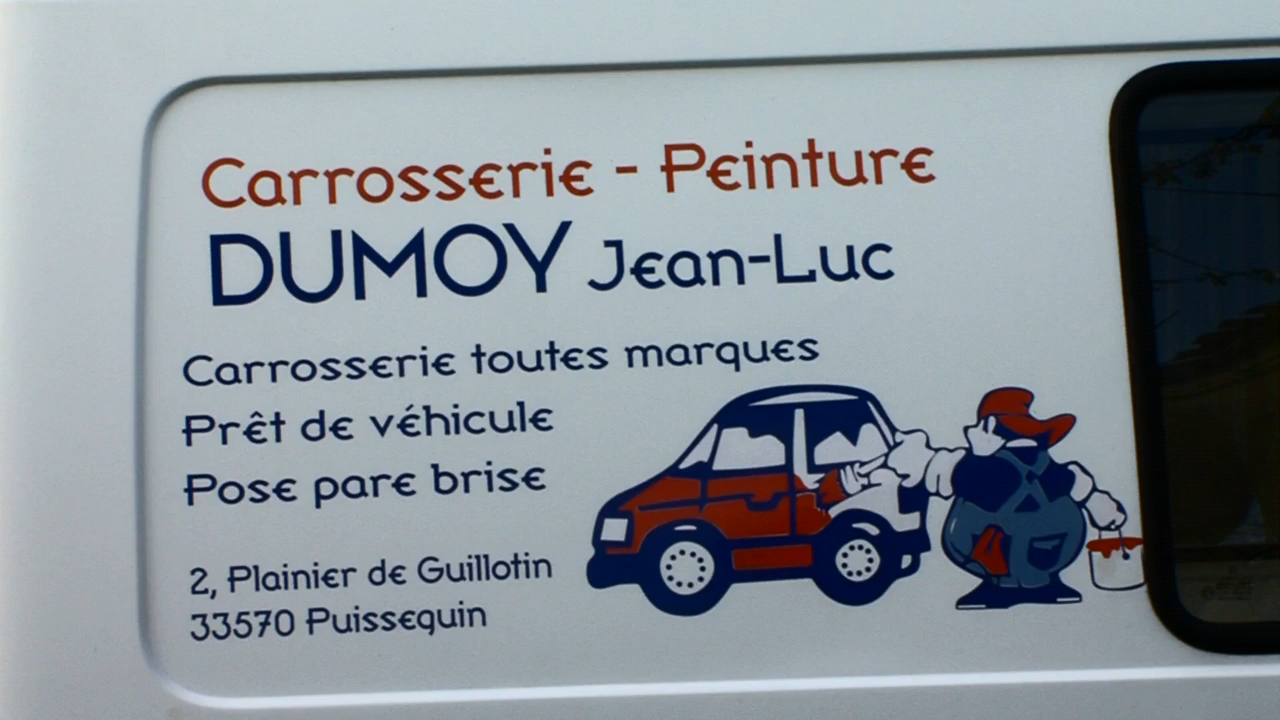 Carrosserie - Peinture
DUMOY Jean-Luc
Carrosserie toutes marques
Prêt de véhicule
Pose pare brise
2, Plainier de Guillotin
33570 Puissequin